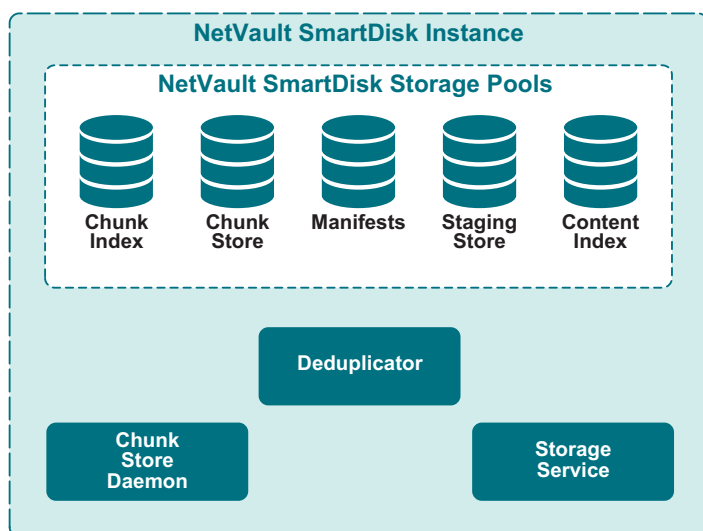 NetVault SmartDisk Instance
NetVault SmartDisk Storage Pools
Chunk
Index
Chunk
Store
Manifests
Staging
Store
Content
Index
Deduplicator
Chunk
Store
Daemon
Storage
Service